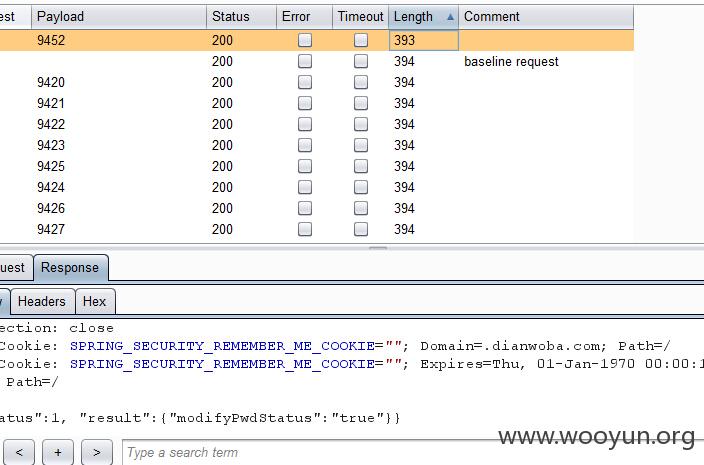 est Payload Status Error Timeout Length Comment
9452 200 393
200 394 baseline request
9420 200 394
9421 200 394
9422 200 394
9423 200 394
9425 200 394
9424 200 394
9426 200 394
9427 200 394
uest Response
w Headers Hex
ection: close
Cookie: SPRING_SECURITY_REMEMBER_ME_COOKIE=""; Domain=.dianwoba.com; Path=/
Cookie: SPRING_SECURITY_REMEMBER_ME_COOKIE=""; Expires=Thu, 01-Jan-1970 00:00:1
Path=/
atus":1, "result":{"modifyPwdStatus":"true"}}
www.wooyun.org
< + > Type a search term